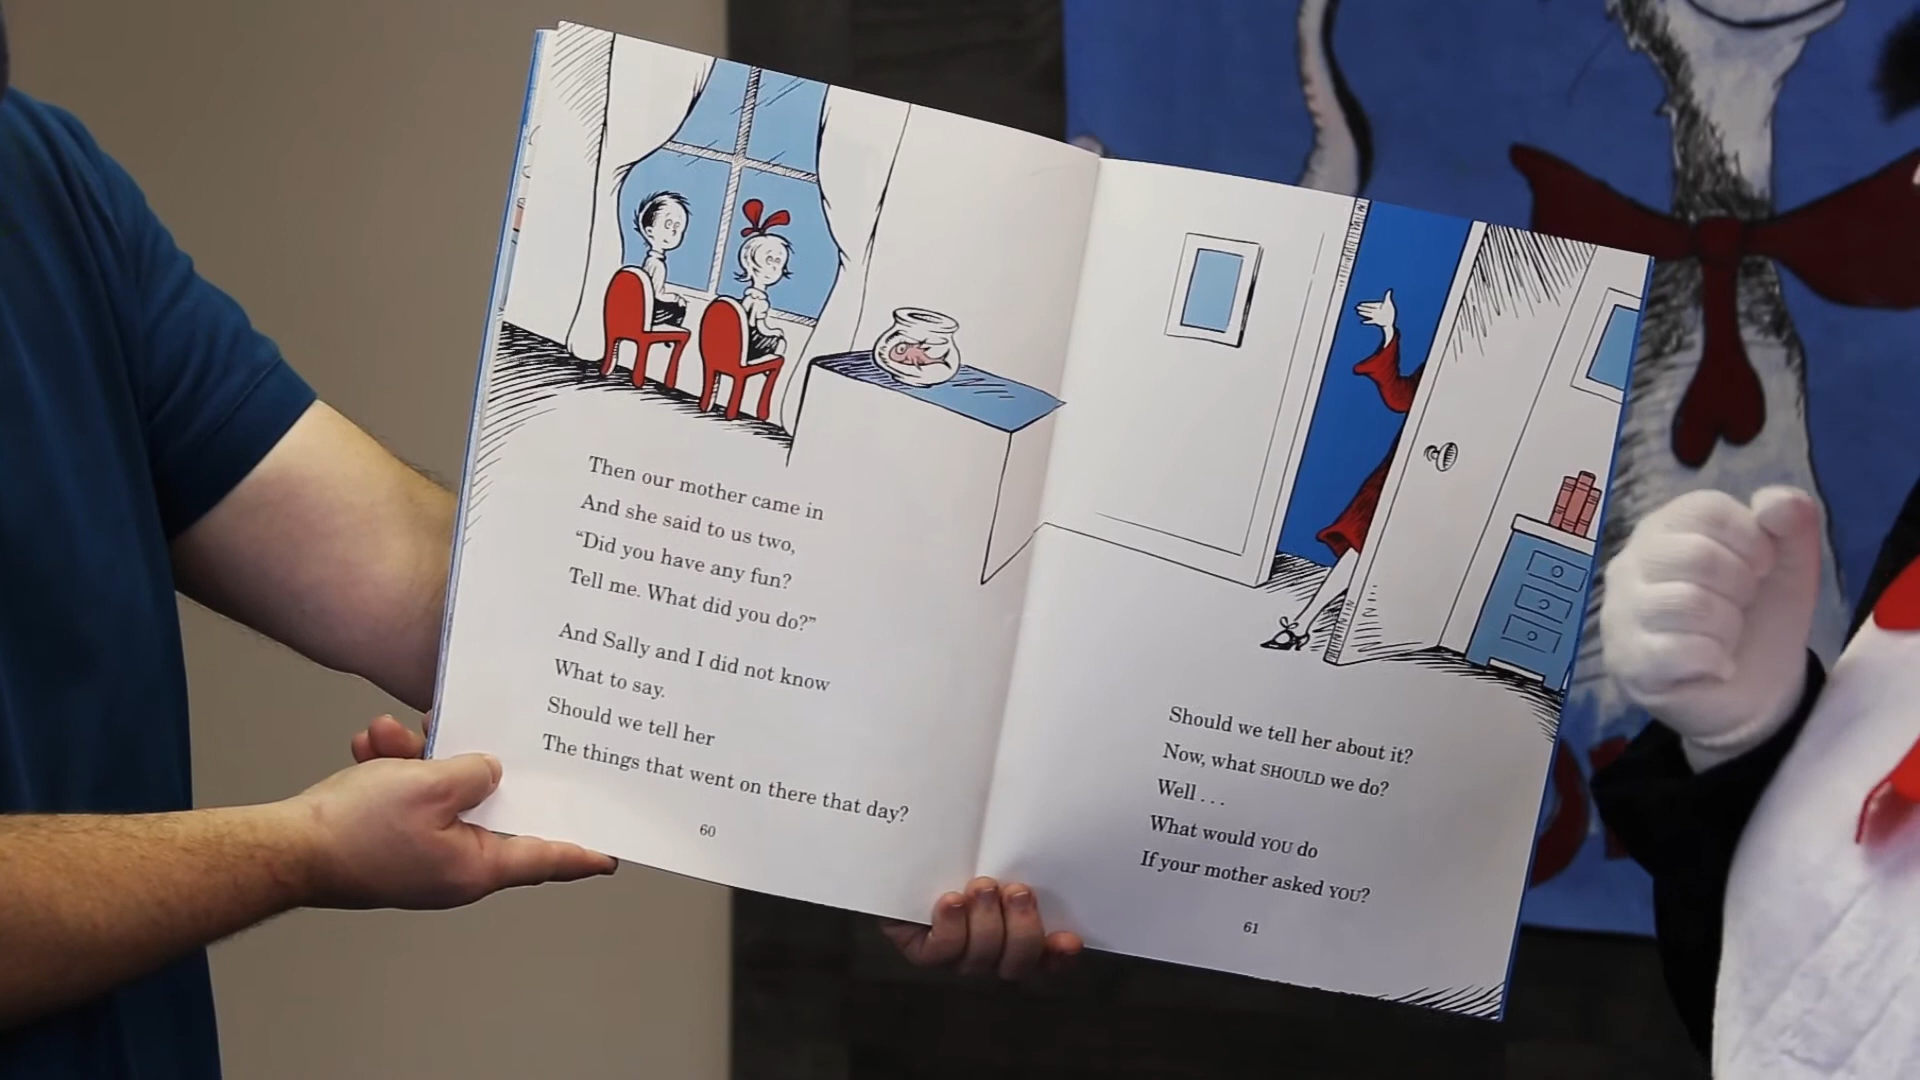 Then our mother came in
And she said to us two,
“Did you have any fun?
Tell me. What did you do?”
And Sally and I did not know
What to say.
Should we tell her
The things that went on there that day?
60
Should we tell her about it?
Now, what SHOULD we do?
Well . . .
What would YOU do
If your mother asked YOU?
61